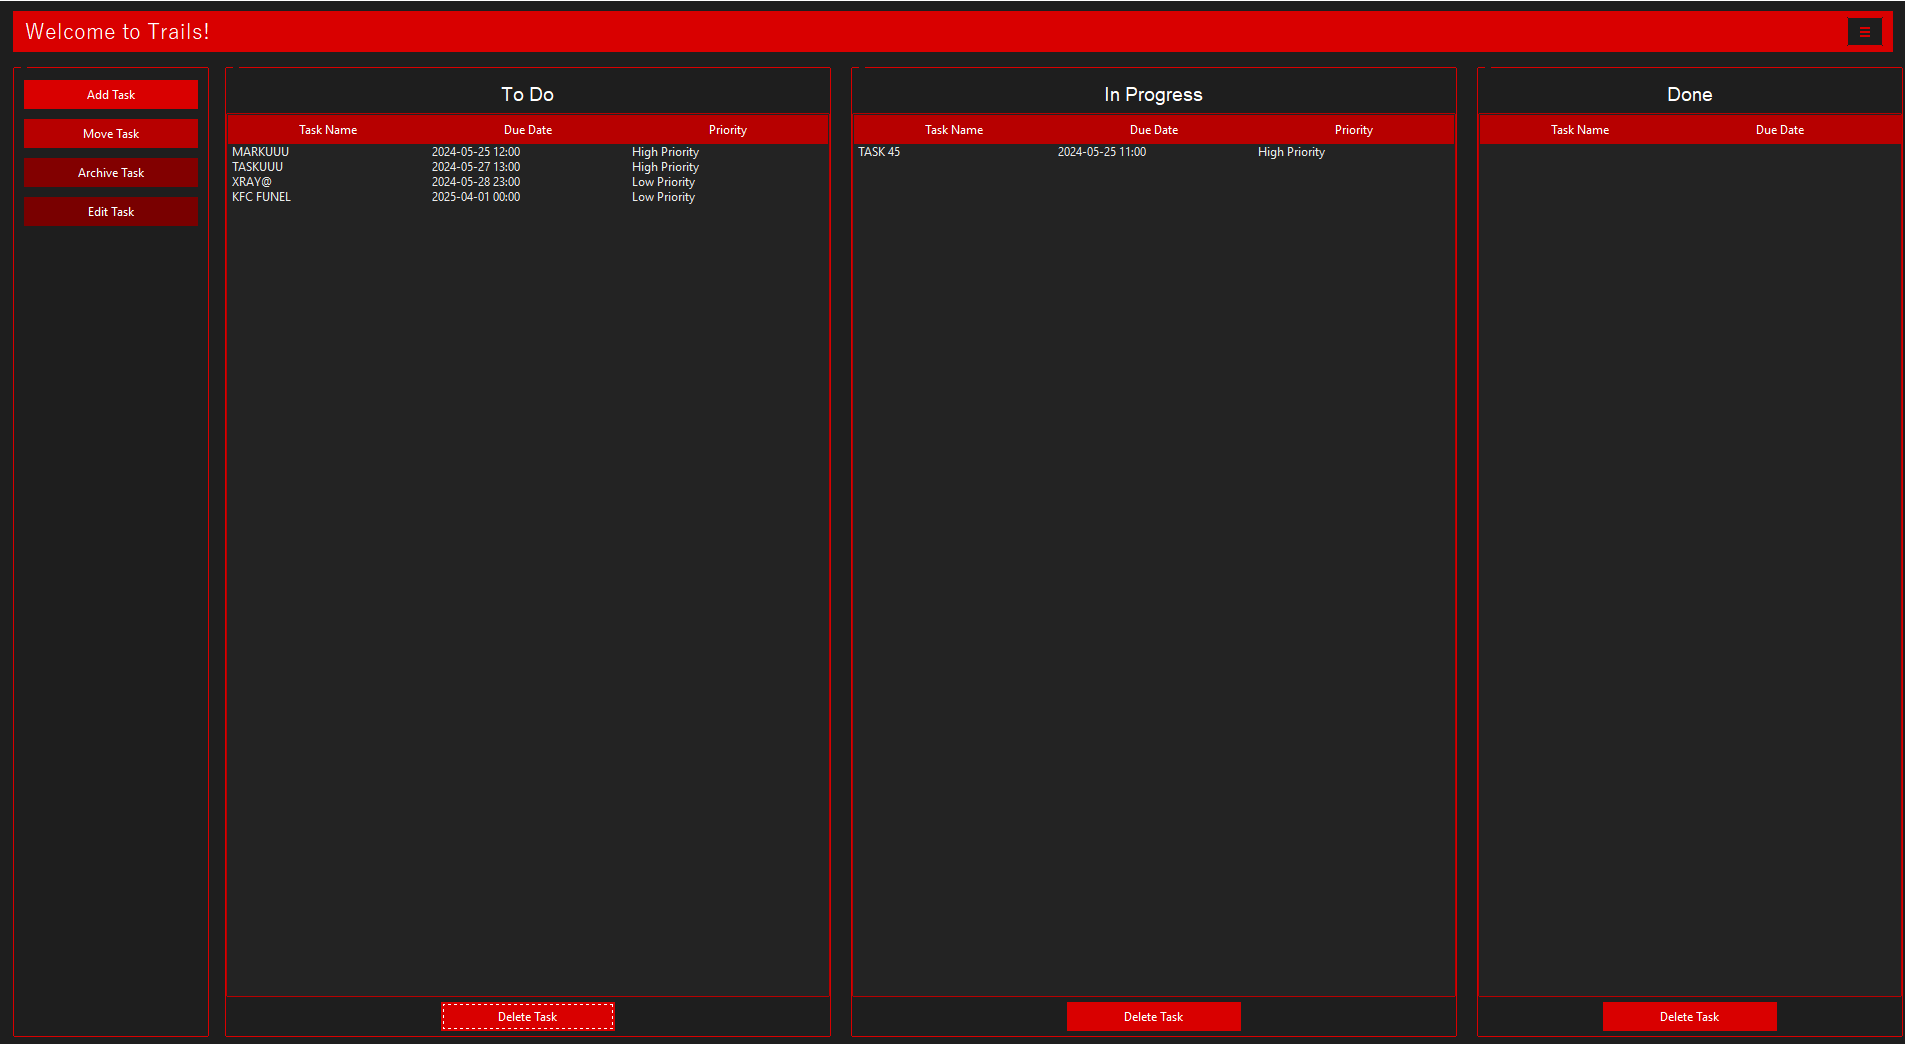 Welcome to Trails!
Add Task
Move Task
Archive Task
Edit Task
To Do
Task Name Due Date Priority
MARKUUU 2024-05-25 12:00 High Priority
TASKUUU 2024-05-27 13:00 High Priority
XRAY@ 2024-05-28 23:00 Low Priority
KFC FUNEL 2025-04-01 00:00 Low Priority
Delete Task
In Progress
Task Name Due Date Priority
TASK 45 2024-05-25 11:00 High Priority
Delete Task
Done
Task Name Due Date
Delete Task